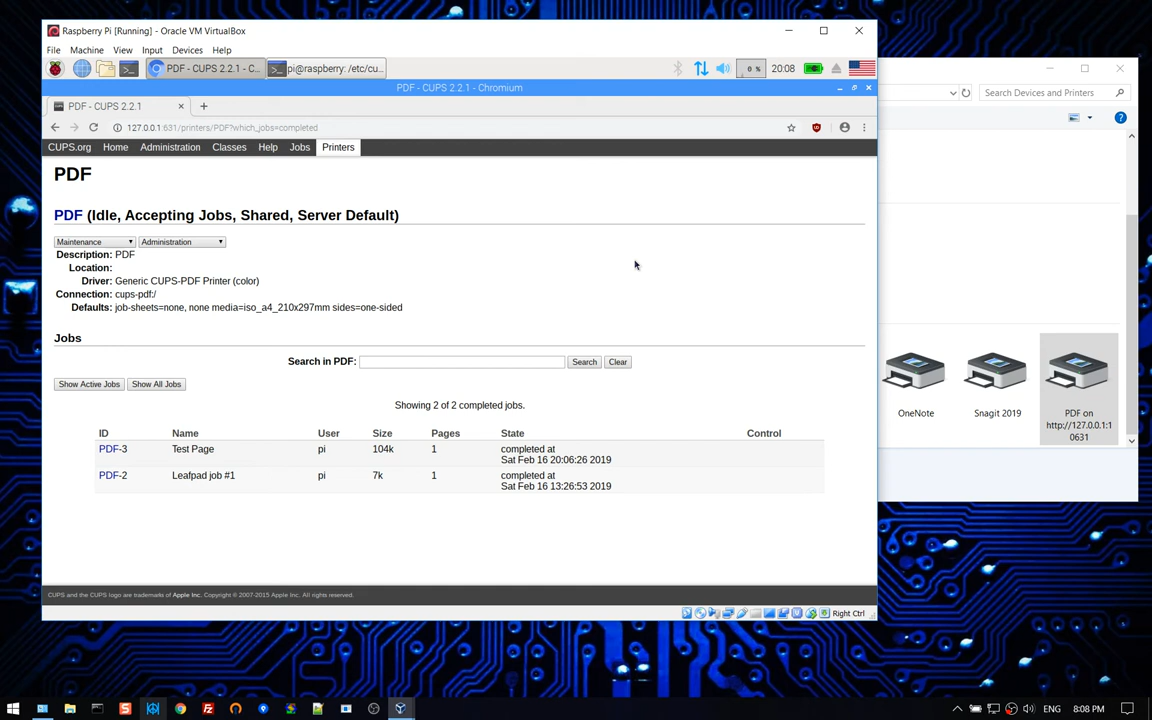 Raspberry Pi [Running] - Oracle VM VirtualBox
File Machine View Input Devices Help
PDF - CUPS 2.2.1 - C... pi@raspberry: /etc/cu... 0 % 20:08
PDF - CUPS 2.2.1 - Chromium
PDF - CUPS 2.2.1
127.0.0.1:631/printers/PDF?which_jobs=completed
CUPS.org Home Administration Classes Help Jobs Printers
PDF
PDF (Idle, Accepting Jobs, Shared, Server Default)
Maintenance Administration
Description: PDF
Location:
Driver: Generic CUPS-PDF Printer (color)
Connection: cups-pdf:/
Defaults: job-sheets=none, none media=iso_a4_210x297mm sides=one-sided
Jobs
Search in PDF: Search Clear
Show Active Jobs Show All Jobs
Showing 2 of 2 completed jobs.
ID Name User Size Pages State Control
PDF-3 Test Page pi 104k 1 completed at
Sat Feb 16 20:06:26 2019
PDF-2 Leafpad job #1 pi 7k 1 completed at
Sat Feb 16 13:26:53 2019
CUPS and the CUPS logo are trademarks of Apple Inc. Copyright © 2007-2015 Apple Inc. All rights reserved.
Right Ctrl
Search Devices and Printers
OneNote
Snagit 2019
PDF on
http://127.0.0.1:1
0631
ENG 8:08 PM